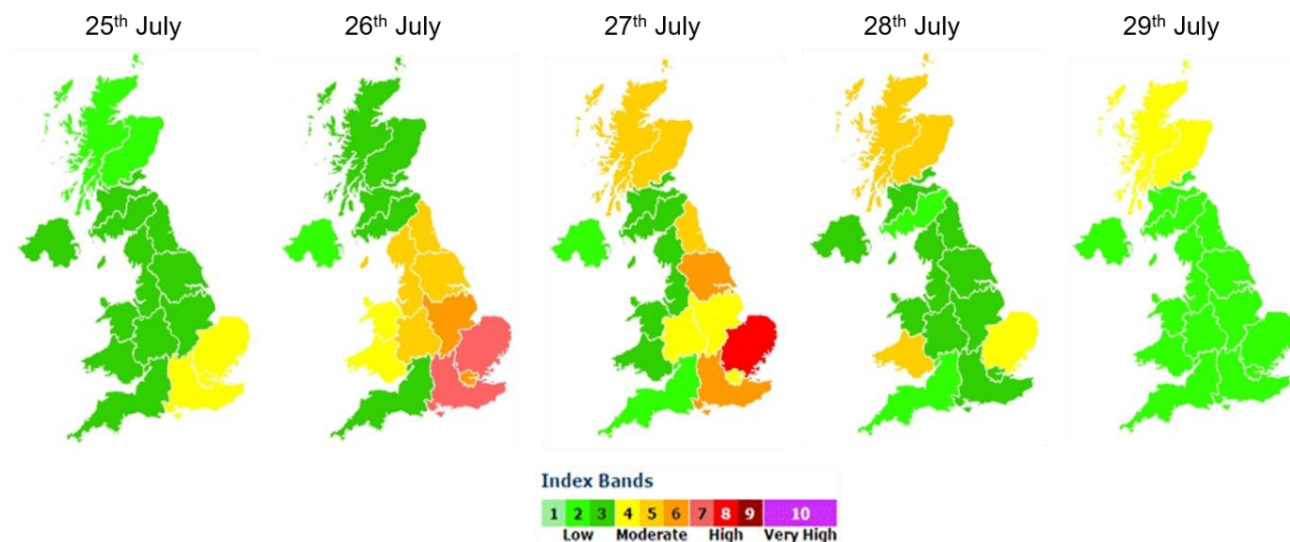 25th July 26th July 27th July 28th July 29th July
Index Bands
1 2 3 4 5 6 7 8 9 10
Low Moderate High Very High